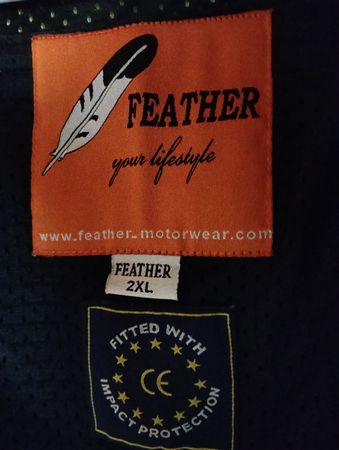 FEATHER
your lifestyle
www.feather-motorwear.com
FEATHER
2XL
FITTED WITH
CE
IMPACT PROTECTION